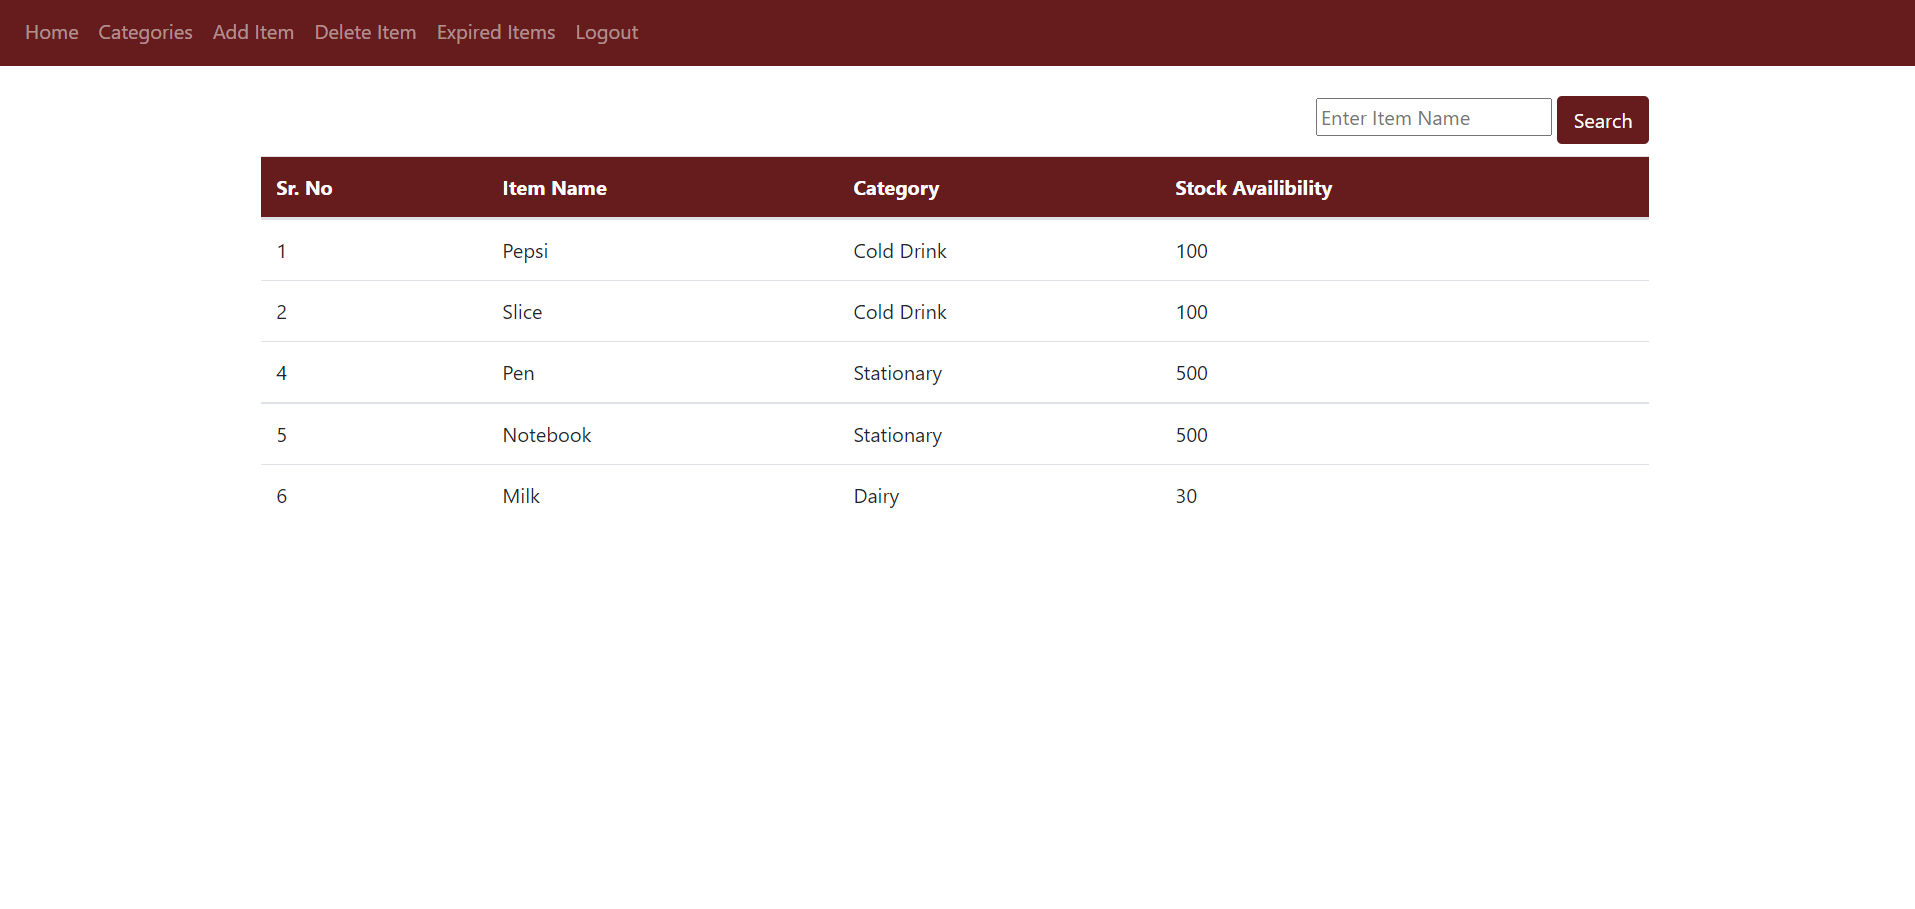 Home Categories Add Item Delete Item Expired Items Logout
Enter Item Name Search
Sr. No Item Name Category Stock Availibility
1 Pepsi Cold Drink 100
2 Slice Cold Drink 100
4 Pen Stationary 500
5 Notebook Stationary 500
6 Milk Dairy 30